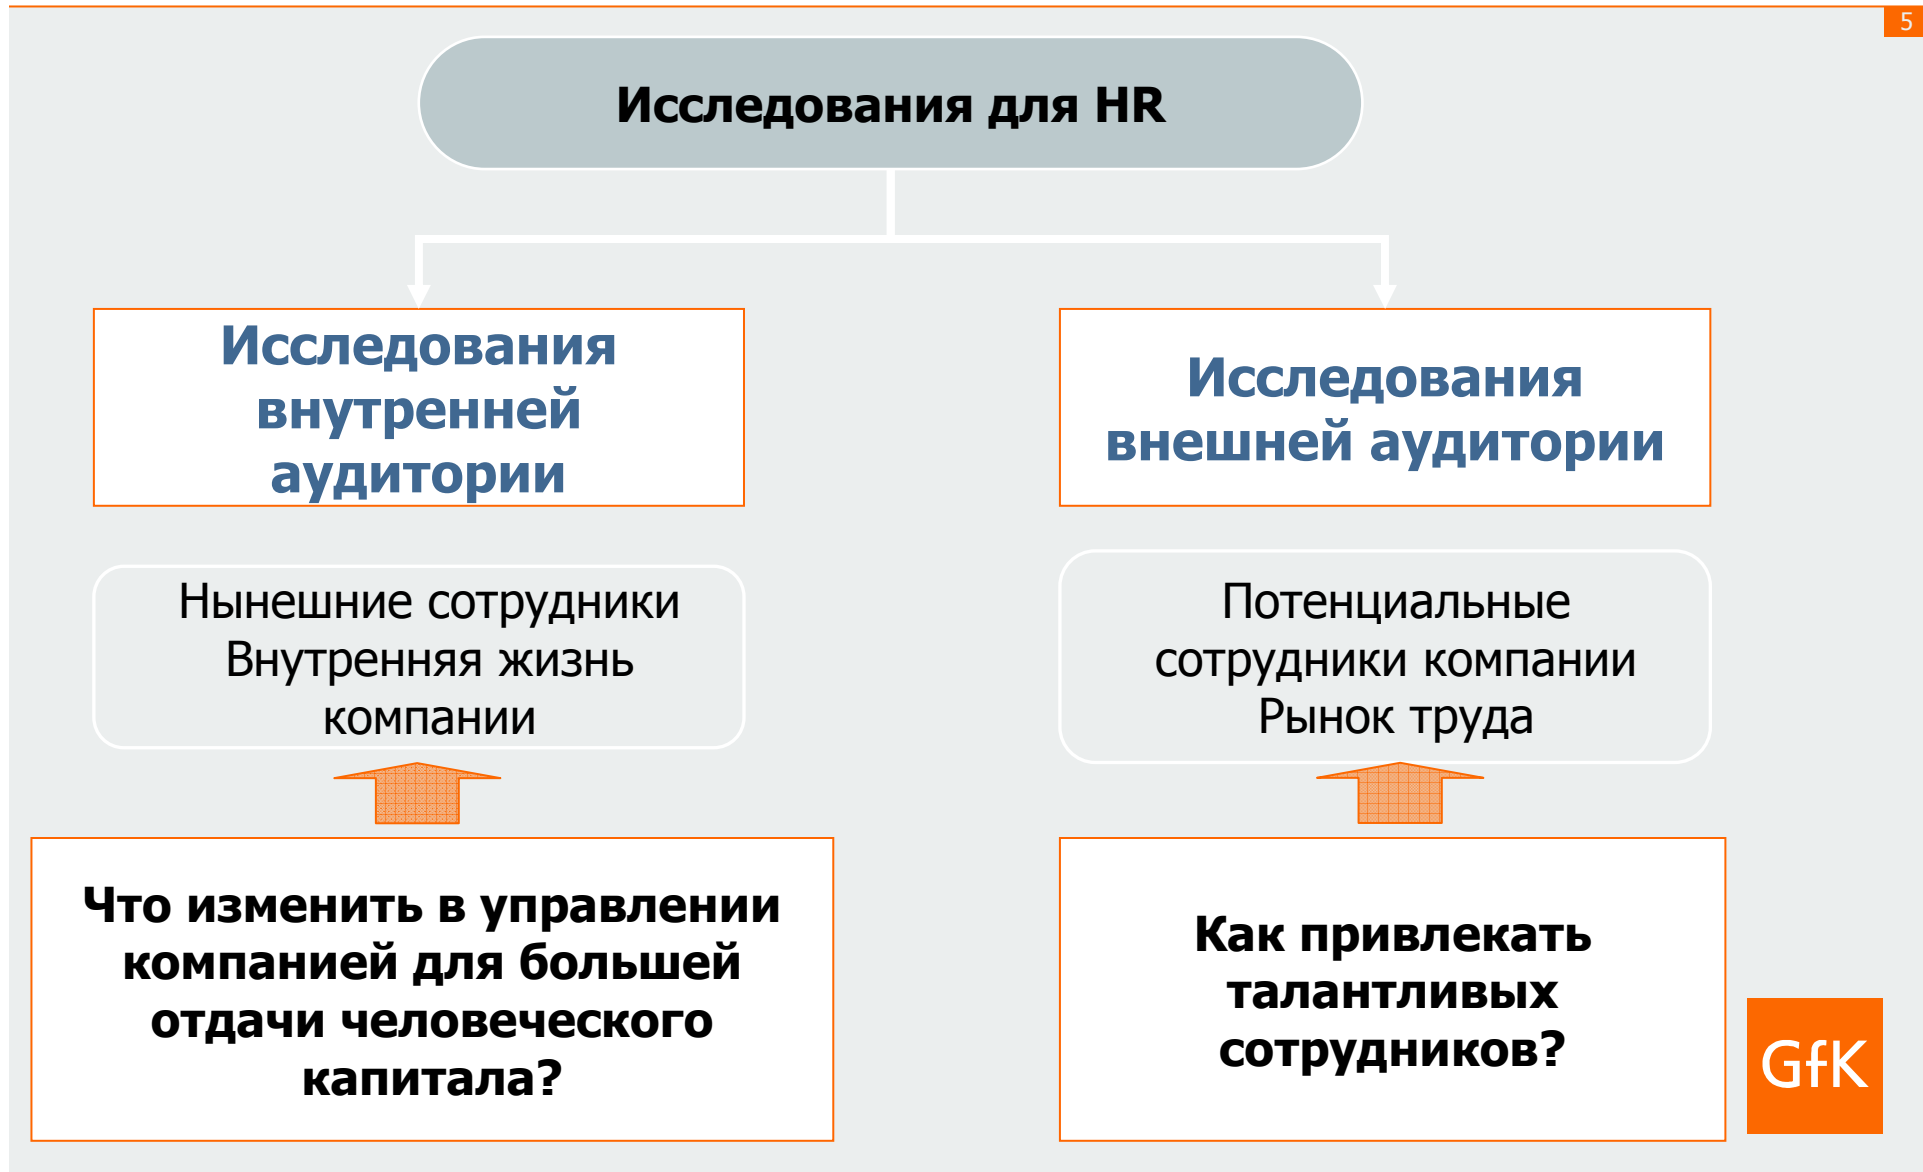 5
Исследования для HR
Исследования
внутренней
аудитории
Исследования
внешней аудитории
Нынешние сотрудники
Внутренняя жизнь
компании
Потенциальные
сотрудники компании
Рынок труда
Что изменить в управлении
компанией для большей
отдачи человеческого
капитала?
Как привлекать
талантливых
сотрудников?
GfK